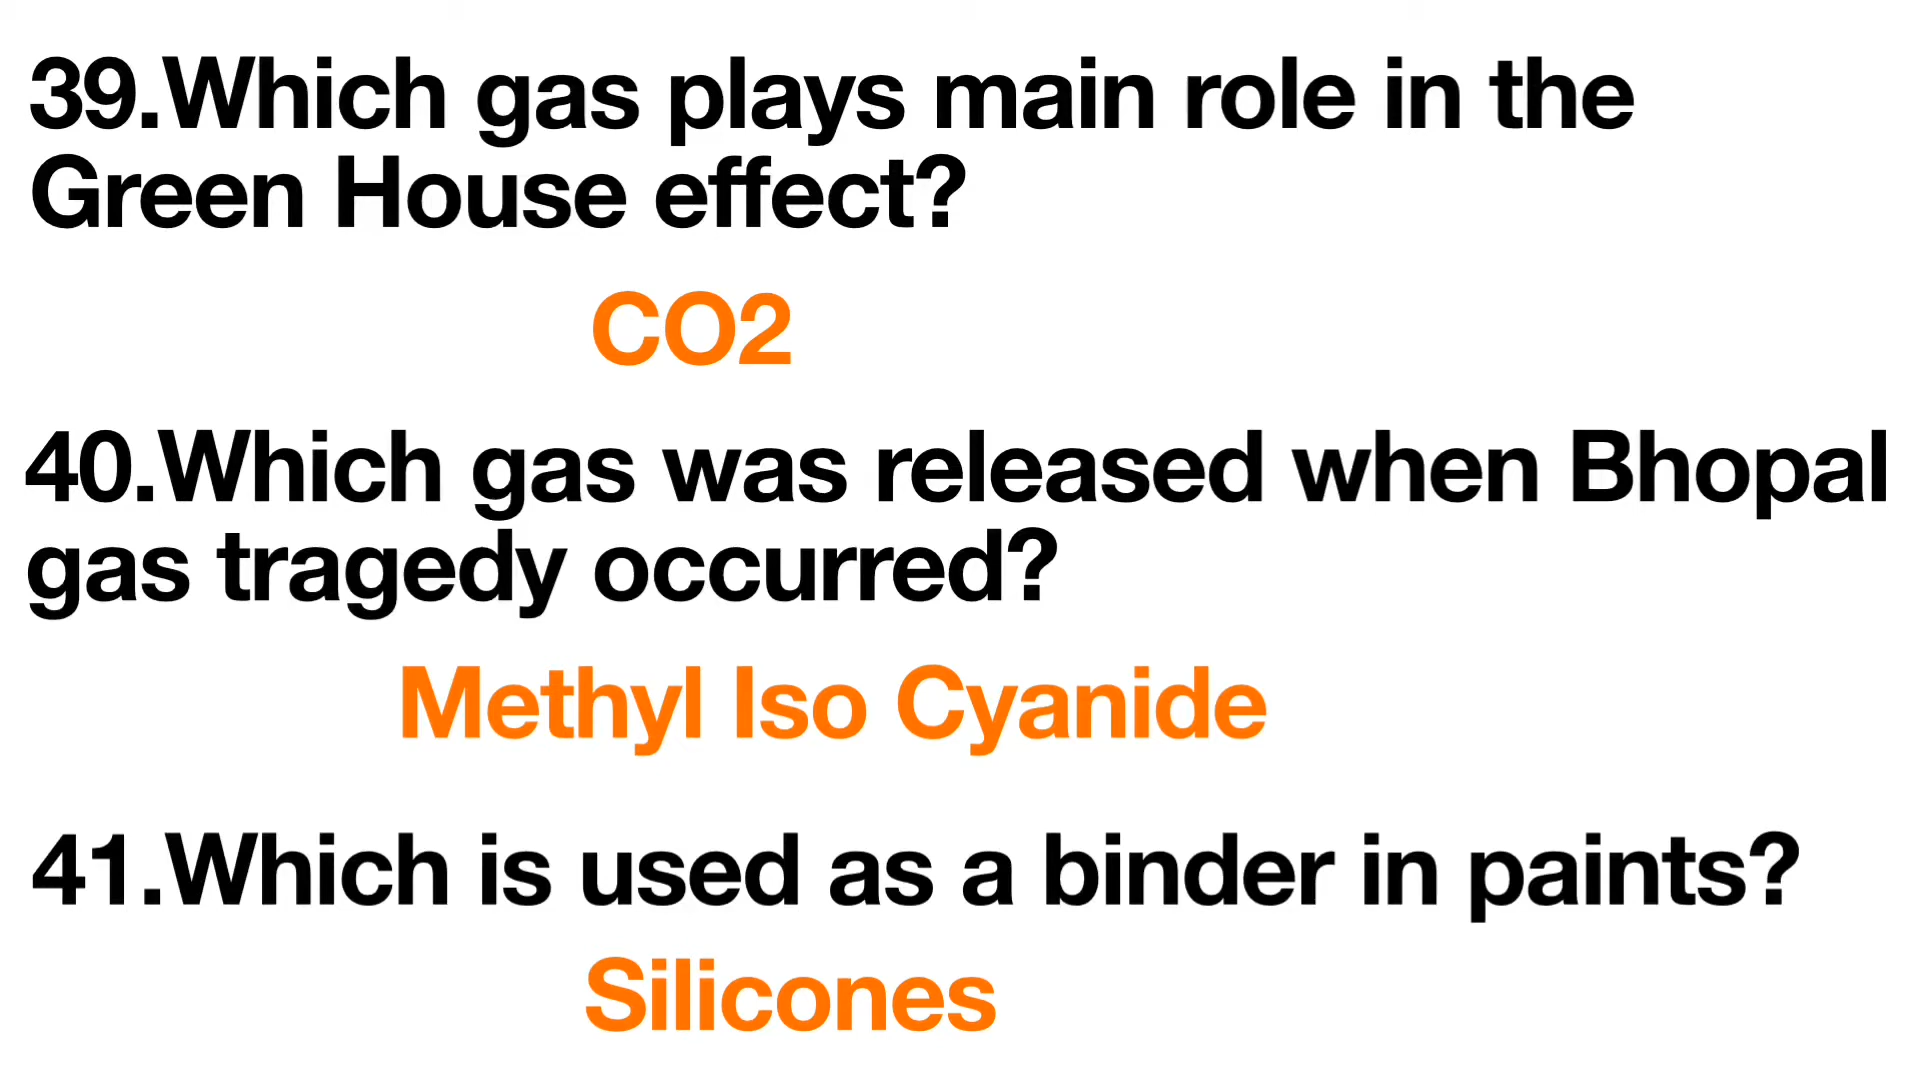 39.Which gas plays main role in the
Green House effect?
CO2
40.Which gas was released when Bhopal
gas tragedy occurred?
Methyl Iso Cyanide
41.Which is used as a binder in paints?
Silicones